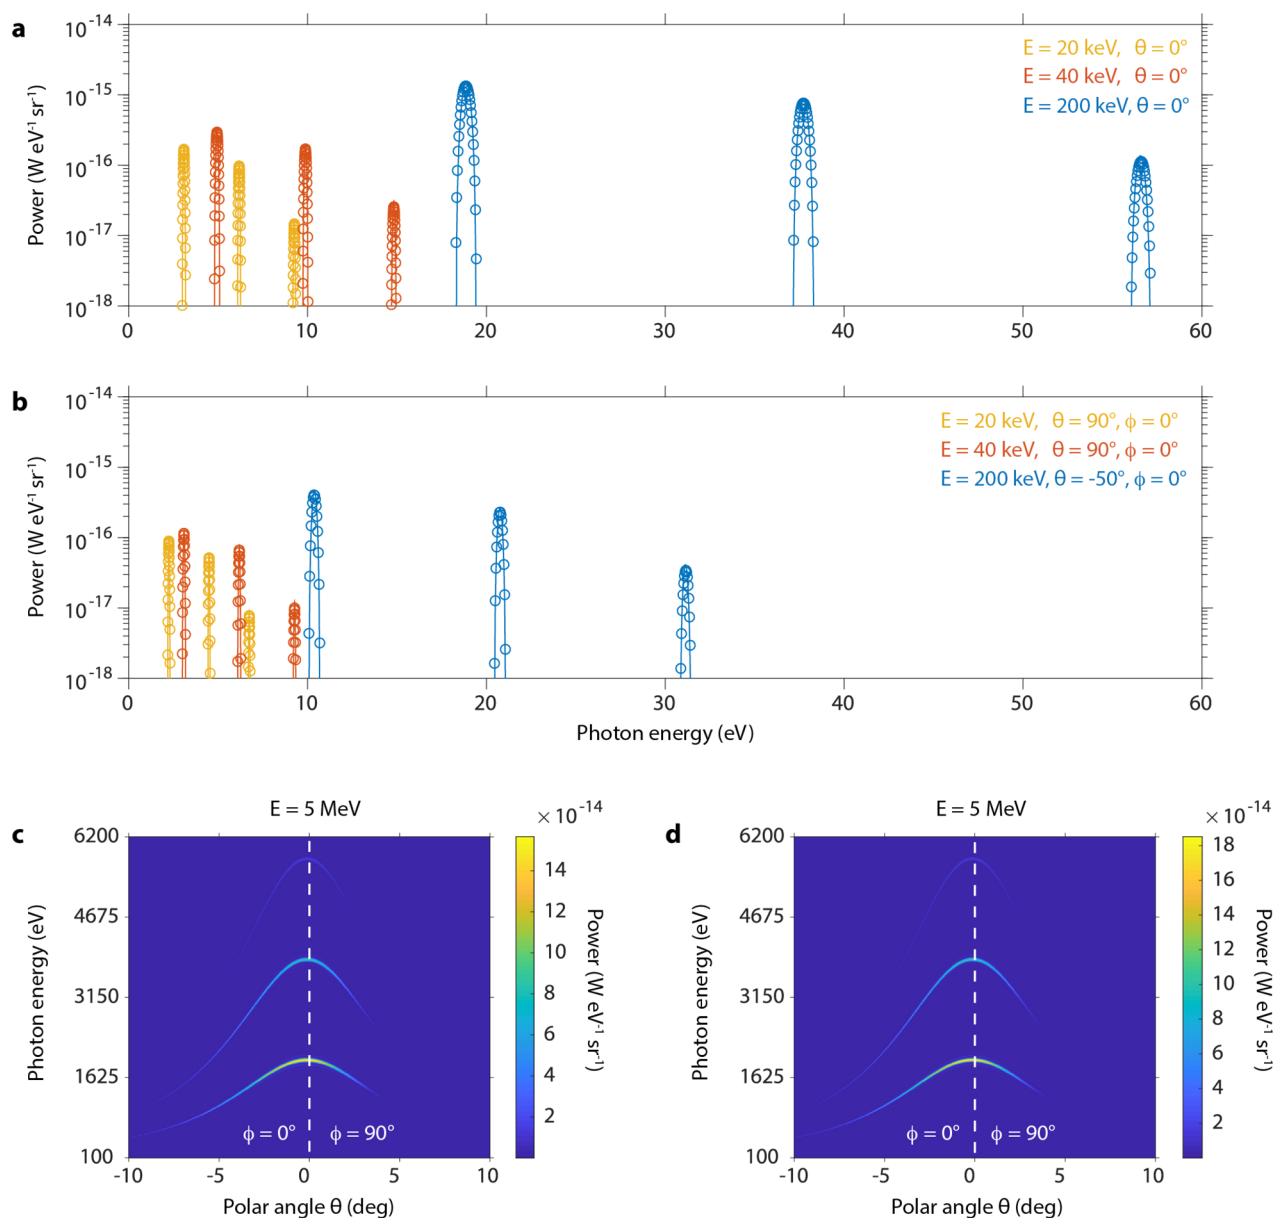 a
10⁻¹⁴
10⁻¹⁵
10⁻¹⁶
10⁻¹⁷
10⁻¹⁸
Power (W eV⁻¹ sr⁻¹)
E = 20 keV, θ = 0°
E = 40 keV, θ = 0°
E = 200 keV, θ = 0°
0 10 20 30 40 50 60
b
10⁻¹⁴
10⁻¹⁵
10⁻¹⁶
10⁻¹⁷
10⁻¹⁸
Power (W eV⁻¹ sr⁻¹)
E = 20 keV, θ = 90°, ϕ = 0°
E = 40 keV, θ = 90°, ϕ = 0°
E = 200 keV, θ = -50°, ϕ = 0°
0 10 20 30 40 50 60
Photon energy (eV)
c
E = 5 MeV
× 10⁻¹⁴
6200
4675
3150
1625
100
Photon energy (eV)
ϕ = 0° ϕ = 90°
-10 -5 0 5 10
Polar angle θ (deg)
14
12
10
8
6
4
2
Power (W eV⁻¹ sr⁻¹)
d
E = 5 MeV
× 10⁻¹⁴
6200
4675
3150
1625
100
Photon energy (eV)
ϕ = 0° ϕ = 90°
-10 -5 0 5 10
Polar angle θ (deg)
18
16
14
12
10
8
6
4
2
Power (W eV⁻¹ sr⁻¹)